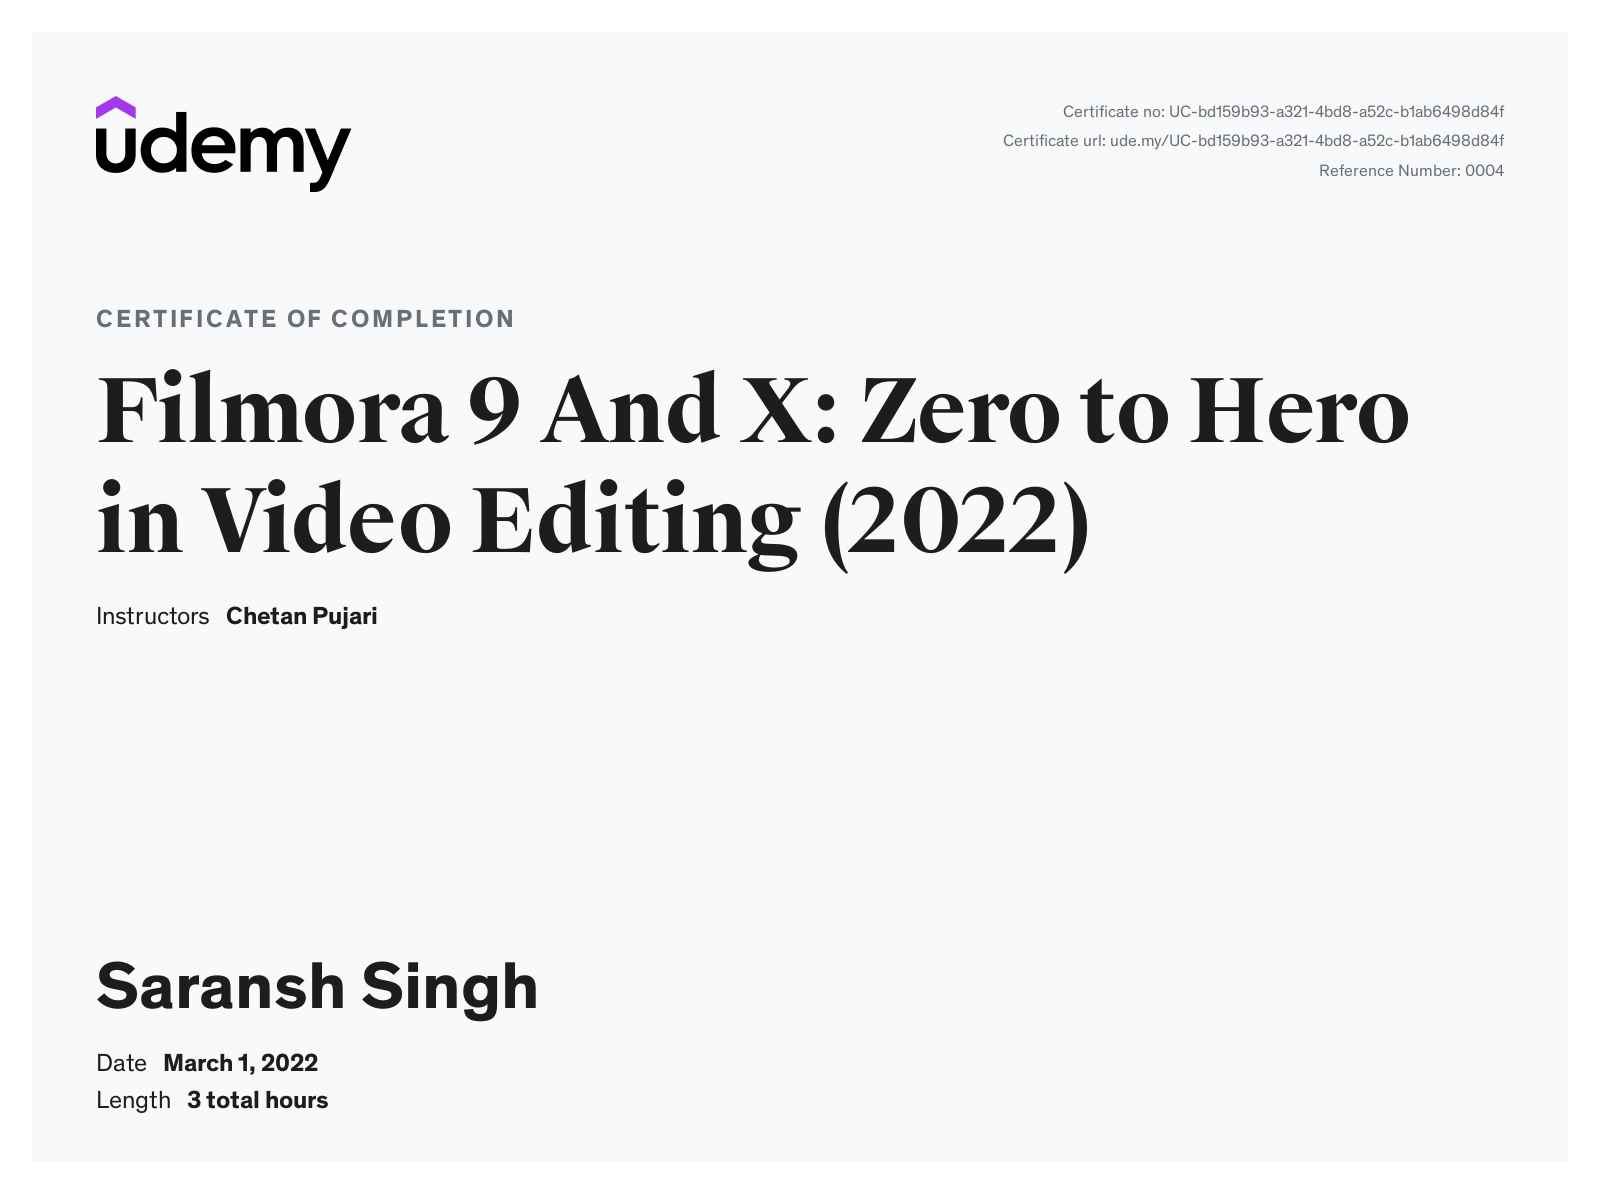 udemy
Certificate no: UC-bd159b93-a321-4bd8-a52c-b1ab6498d84f
Certificate url: ude.my/UC-bd159b93-a321-4bd8-a52c-b1ab6498d84f
Reference Number: 0004
CERTIFICATE OF COMPLETION
Filmora 9 And X: Zero to Hero
in Video Editing (2022)
Instructors Chetan Pujari
Saransh Singh
Date March 1, 2022
Length 3 total hours